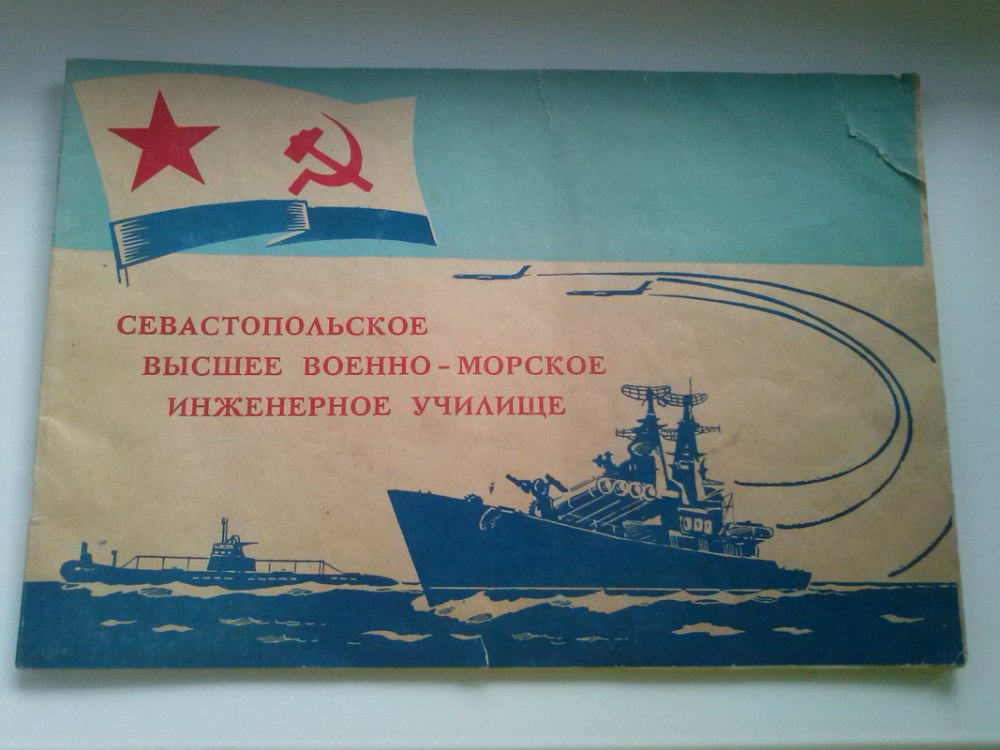 СЕВАСТОПОЛЬСКОЕ
ВЫСШЕЕ ВОЕННО-МОРСКОЕ
ИНЖЕНЕРНОЕ УЧИЛИЩЕ